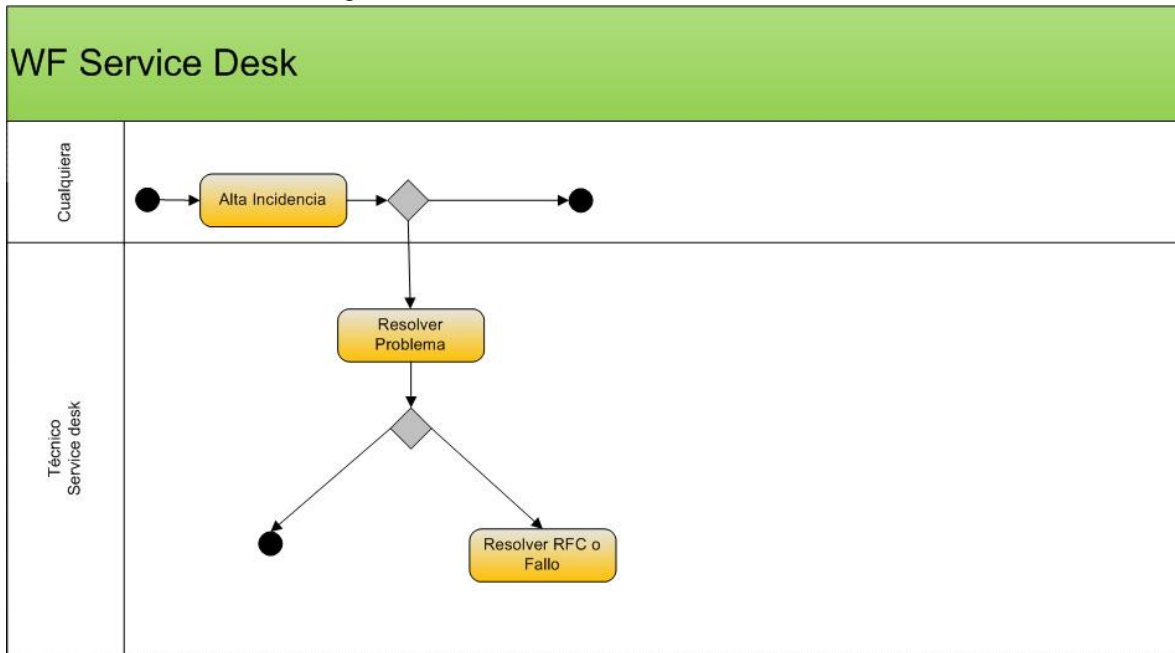 WF Service Desk
Cualquiera
Alta Incidencia
Resolver
Problema
Técnico
Service desk
Resolver RFC o
Fallo